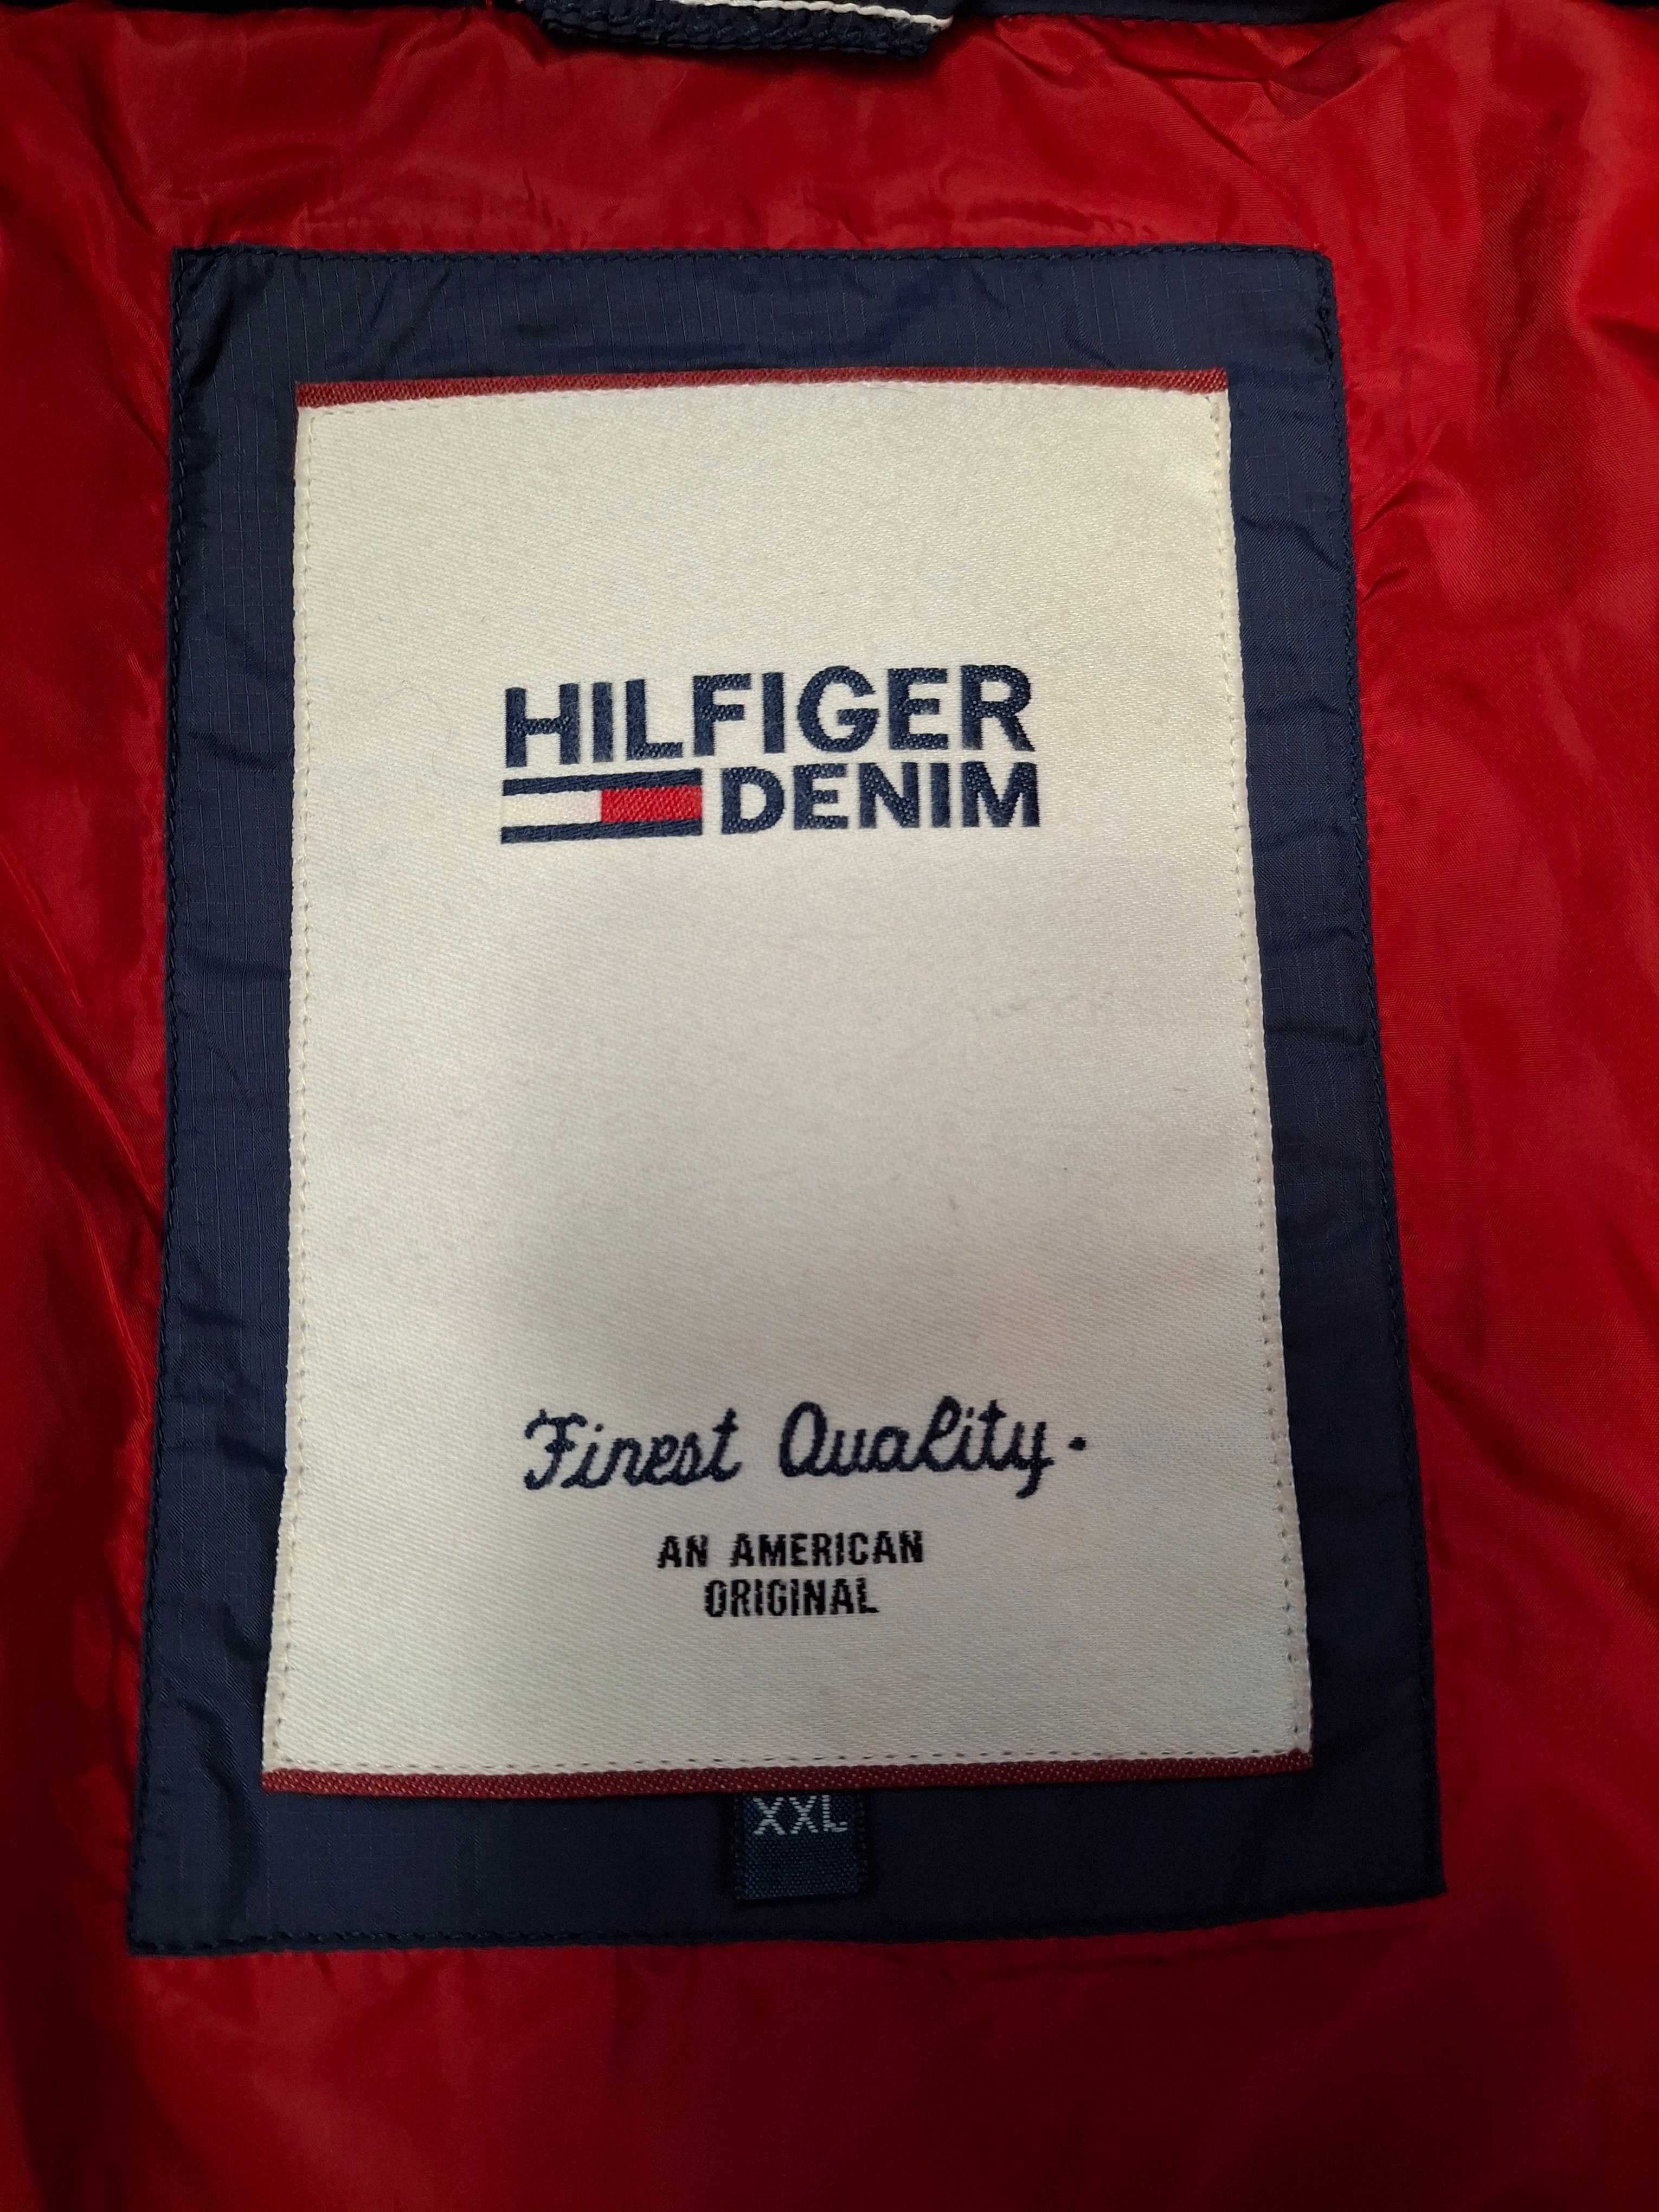 HILFIGER
DENIM
Finest Quality.
AN AMERICAN
ORIGINAL
XXL